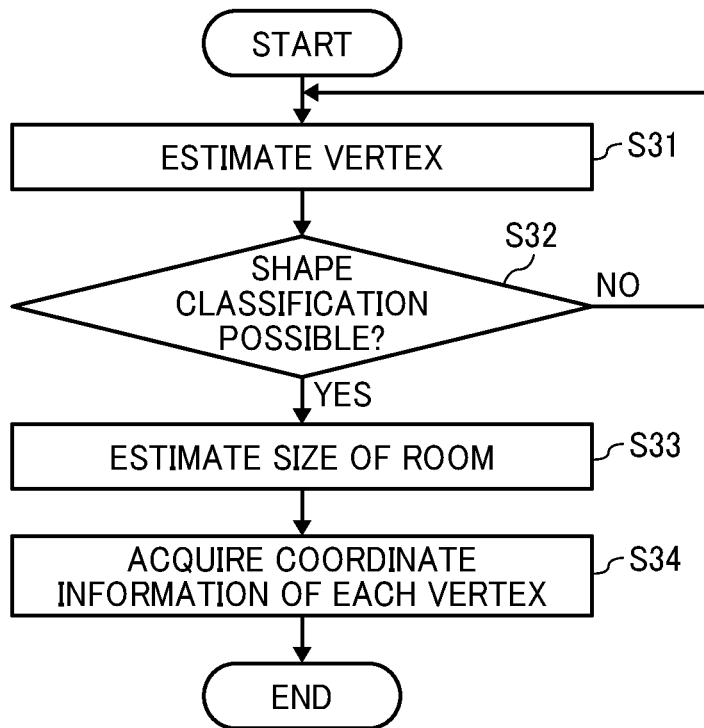 START
ESTIMATE VERTEX
S31
S32
SHAPE
CLASSIFICATION
POSSIBLE?
NO
YES
ESTIMATE SIZE OF ROOM
S33
ACQUIRE COORDINATE
INFORMATION OF EACH VERTEX
S34
END